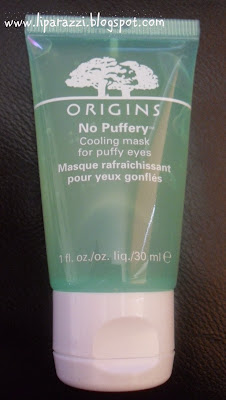 www.liparazzi.blogspot.com
ORIGINS
No Puffery™
Cooling mask
for puffy eyes
Masque rafraîchissant
pour yeux gonflés
1 fl. oz./oz. liq./30 ml ℮